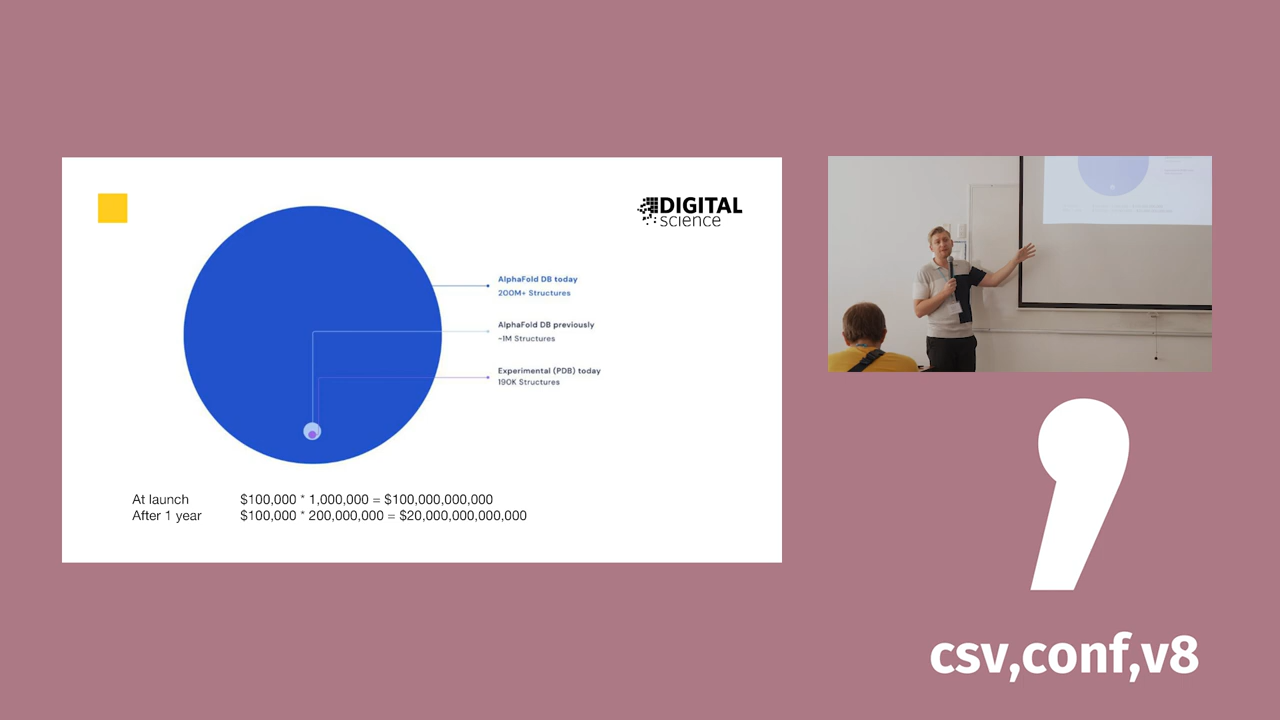 DIGITAL
science
AlphaFold DB today
200M+ Structures
AlphaFold DB previously
~1M Structures
Experimental (PDB) today
190K Structures
At launch $100,000 * 1,000,000 = $100,000,000,000
After 1 year $100,000 * 200,000,000 = $20,000,000,000,000
csv,conf,v8